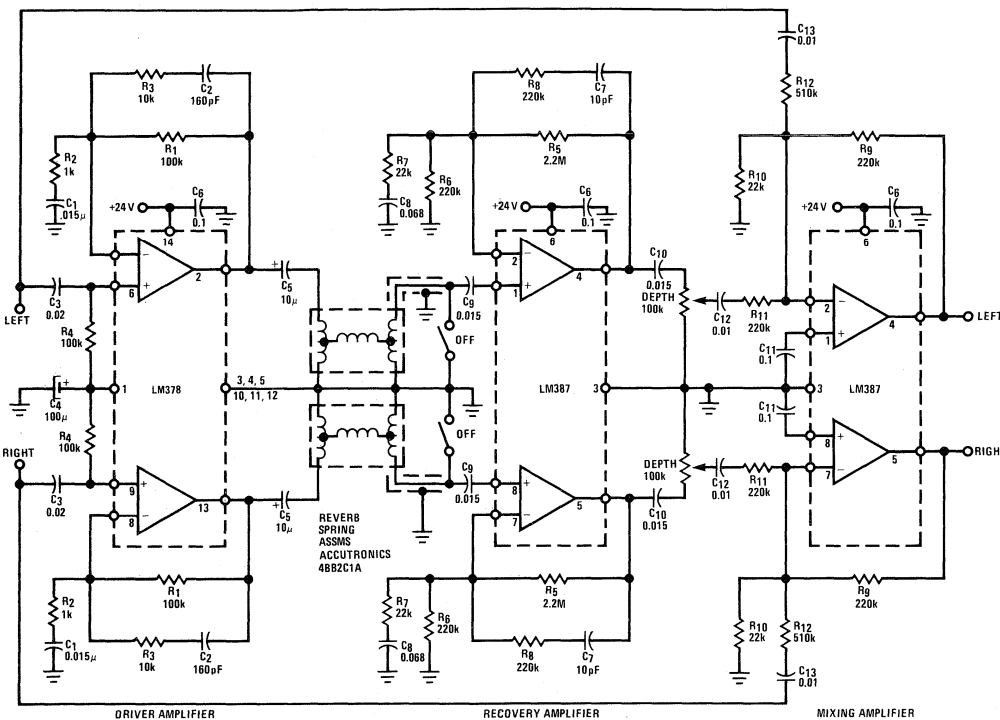 C13
0.01
R3
10k
C2
160pF
R8
220k
C7
10pF
R12
510k
R1
100k
R5
2.2M
R9
220k
R2
1k
C1
.015μ
R7
22k
C8
0.068
R6
220k
R10
22k
+24V
C6
0.1
14
+24V
C6
0.1
6
+24V
C6
0.1
6
−
+
6
2
C5
+
10μ
−
2
+
1
4
C10
0.015
DEPTH
100k
C12
0.01
R11
220k
−
2
+
1
4
LEFT
LEFT
C3
0.02
R4
100k
C9
0.015
OFF
C11
0.1
C4
+
100μ
1
LM378
3, 4, 5
10, 11, 12
LM387
3
3
LM387
C11
0.1
R4
100k
OFF
RIGHT
C3
0.02
+
9
−
8
13
C5
+
10μ
C9
0.015
+
8
−
7
5
DEPTH
100k
C10
0.015
C12
0.01
R11
220k
+
8
−
7
5
RIGHT
REVERB
SPRING
ASSMS
ACCUTRONICS
4BB2C1A
R1
100k
R5
2.2M
R9
220k
R2
1k
C1
0.015μ
R3
10k
C2
160pF
R7
22k
C8
0.068
R6
220k
R8
220k
C7
10pF
R10
22k
R12
510k
C13
0.01
DRIVER AMPLIFIER
RECOVERY AMPLIFIER
MIXING AMPLIFIER